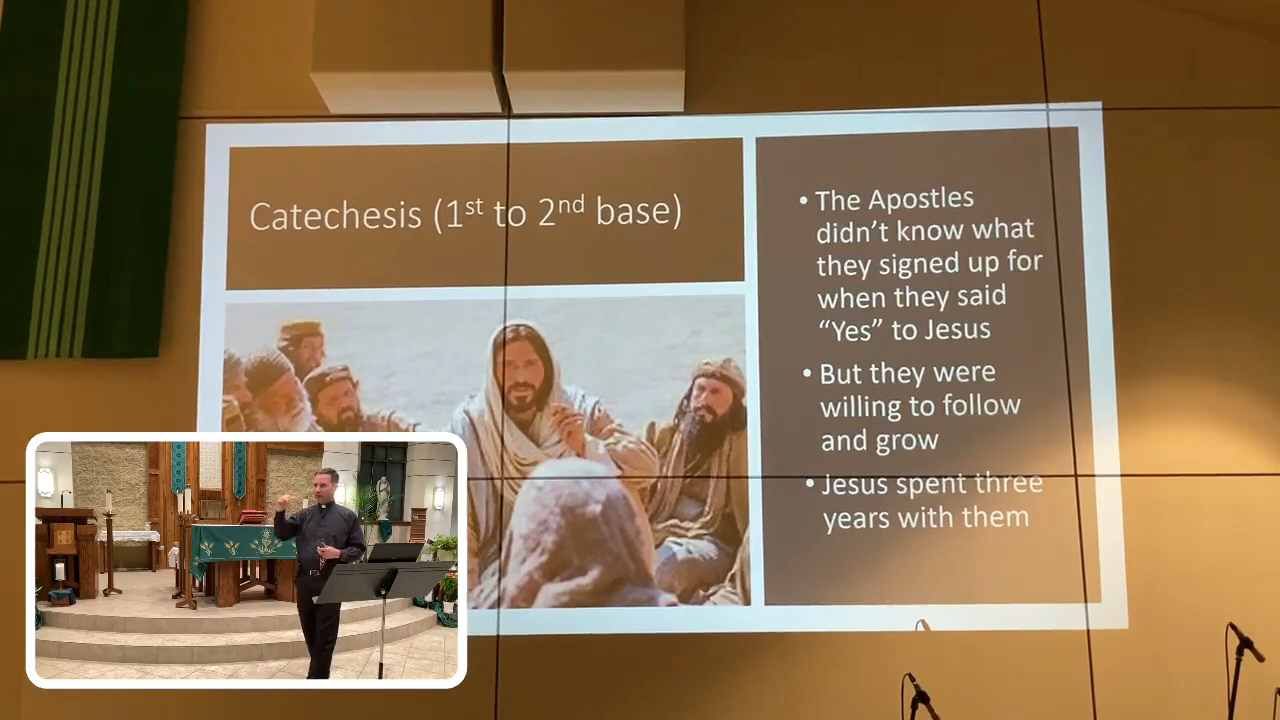 Catechesis (1st to 2nd base)
• The Apostles
didn’t know what
they signed up for
when they said
“Yes” to Jesus
• But they were
willing to follow
and grow
• Jesus spent three
years with them